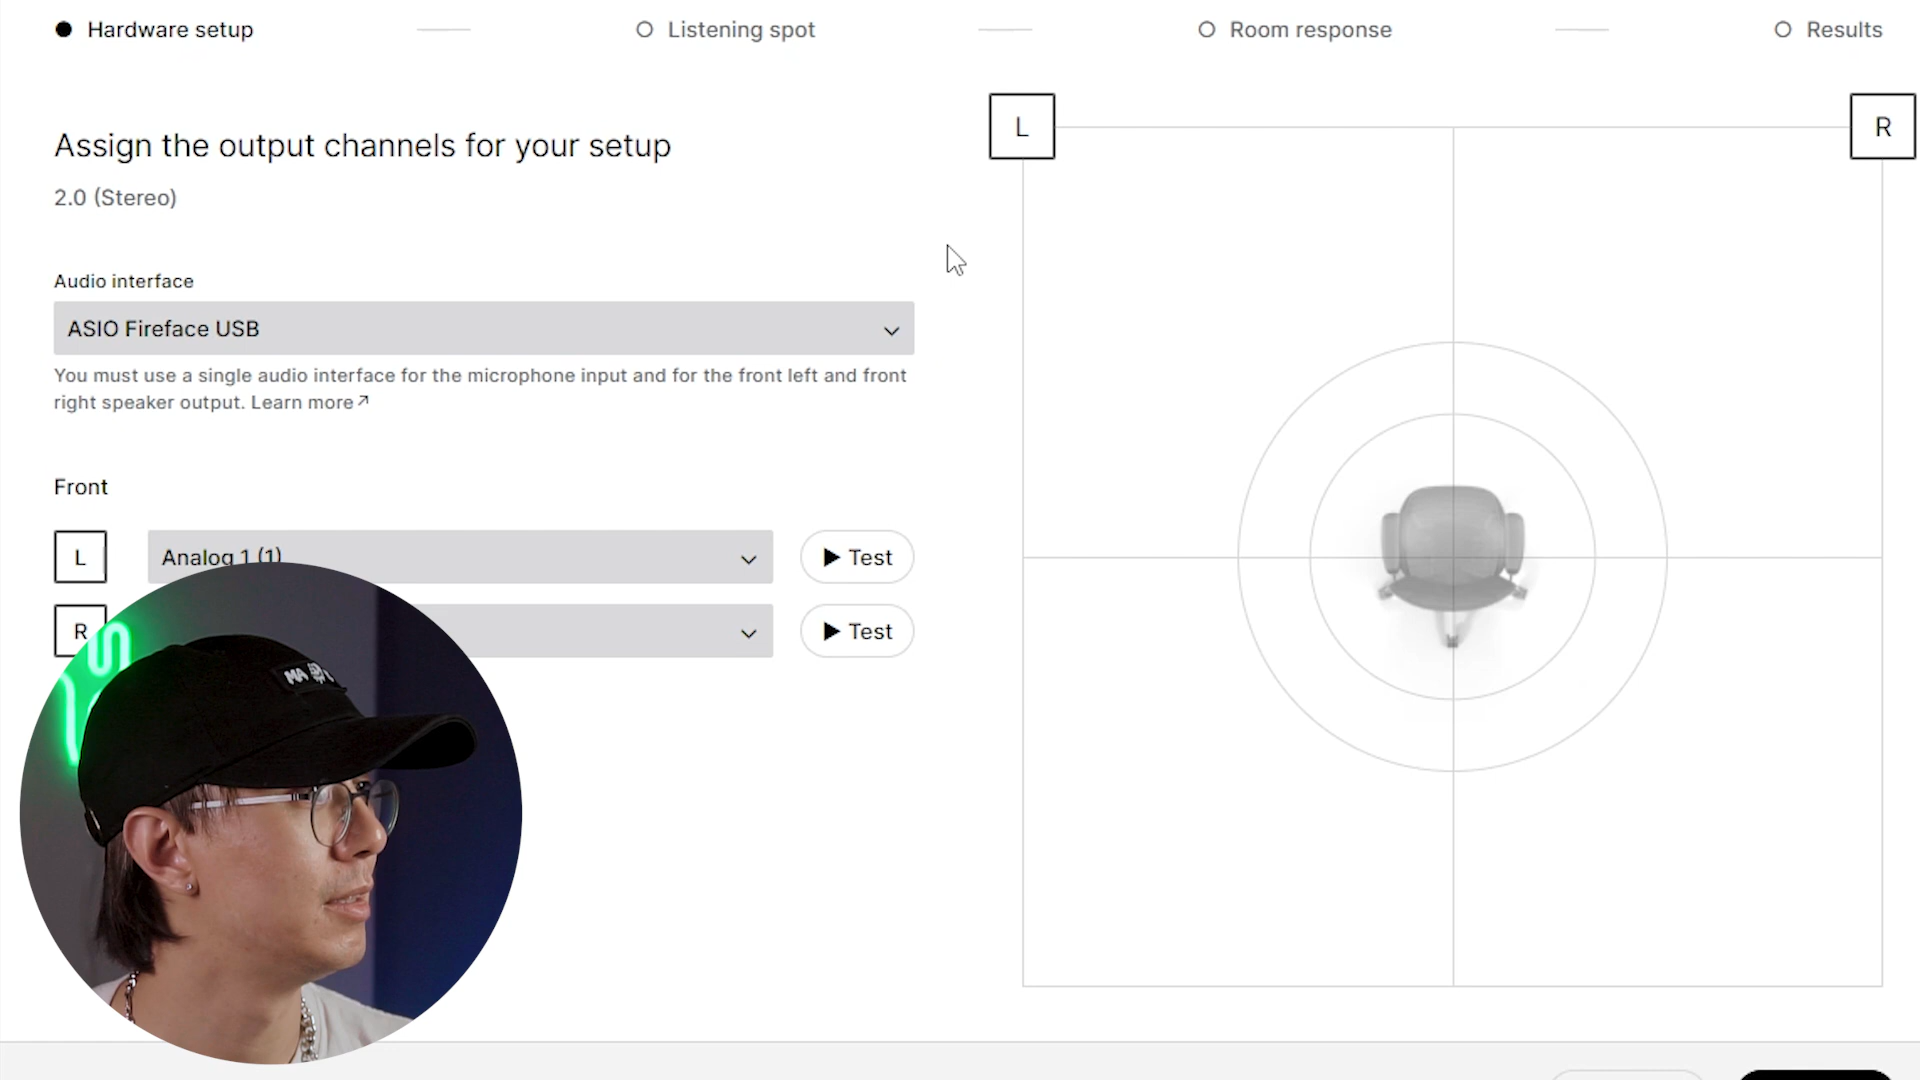 Hardware setup
Listening spot
Room response
Results
Assign the output channels for your setup
2.0 (Stereo)
Audio interface
ASIO Fireface USB
You must use a single audio interface for the microphone input and for the front left and front
right speaker output. Learn more↗
Front
L
Analog 1 (1)
▶ Test
R
▶ Test
L
R